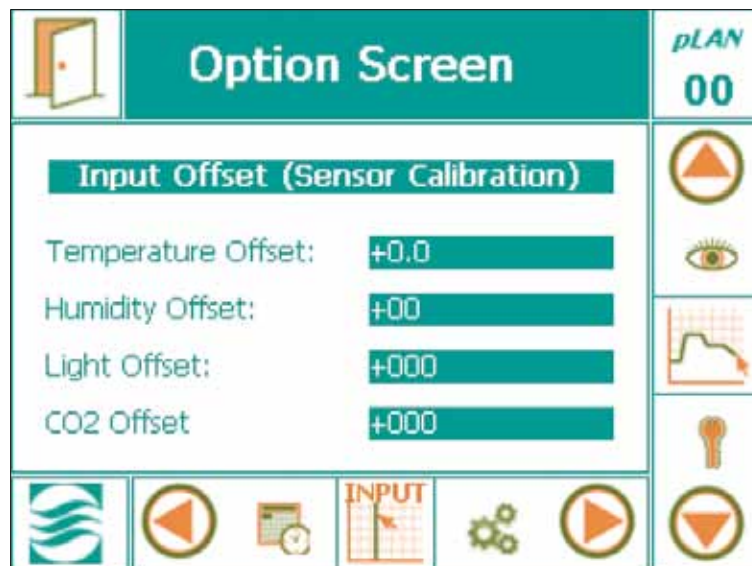 Option Screen
pLAN
00
Input Offset (Sensor Calibration)
Temperature Offset: +0.0
Humidity Offset: +00
Light Offset: +000
CO2 Offset +000
INPUT